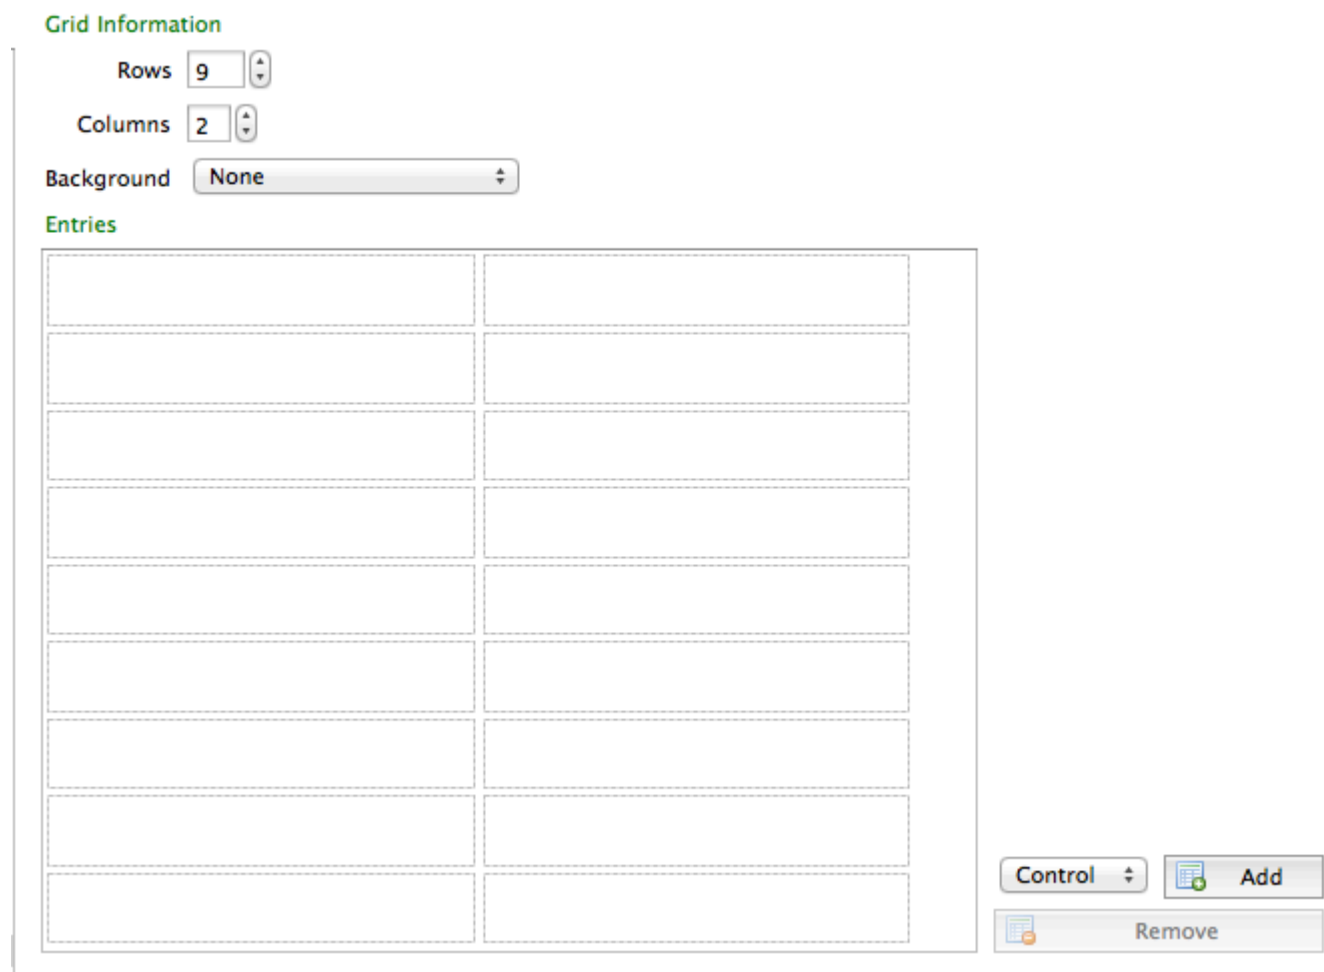 Grid Information
Rows 9
Columns 2
Background None
Entries
Control Add
Remove